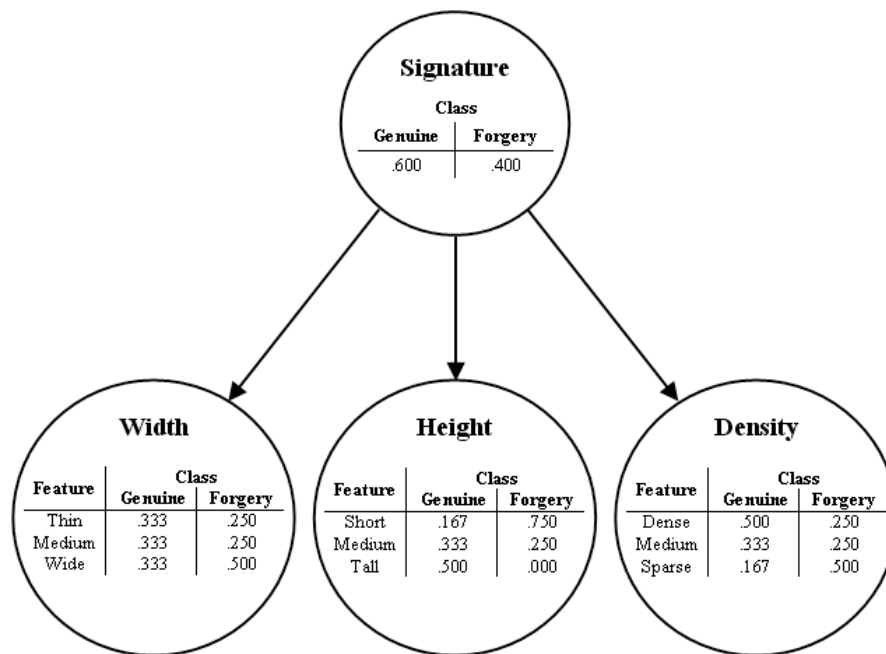 Signature
Class
Genuine Forgery
.600 .400
Width
Class
Feature Genuine Forgery
Thin .333 .250
Medium .333 .250
Wide .333 .500
Height
Class
Feature Genuine Forgery
Short .167 .750
Medium .333 .250
Tall .500 .000
Density
Class
Feature Genuine Forgery
Dense .500 .250
Medium .333 .250
Sparse .167 .500